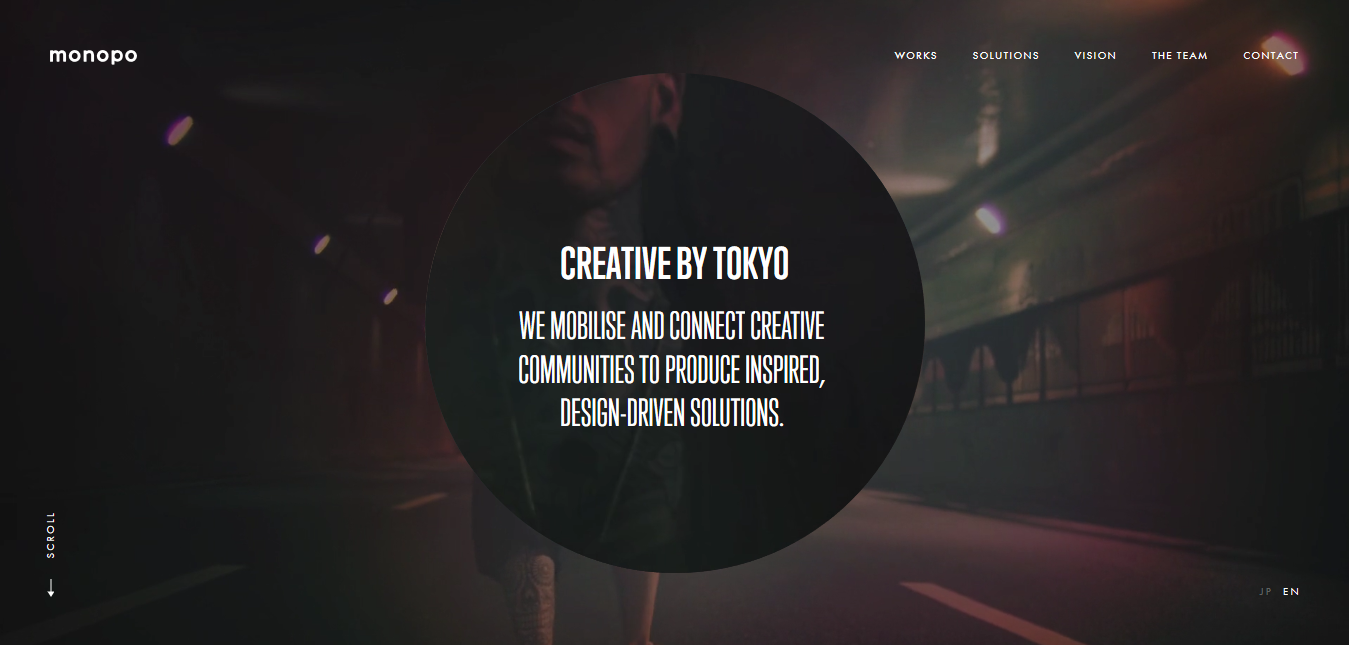 monopo
WORKS
SOLUTIONS
VISION
THE TEAM
CONTACT
CREATIVE BY TOKYO
WE MOBILISE AND CONNECT CREATIVE
COMMUNITIES TO PRODUCE INSPIRED,
DESIGN-DRIVEN SOLUTIONS.
SCROLL
JP EN